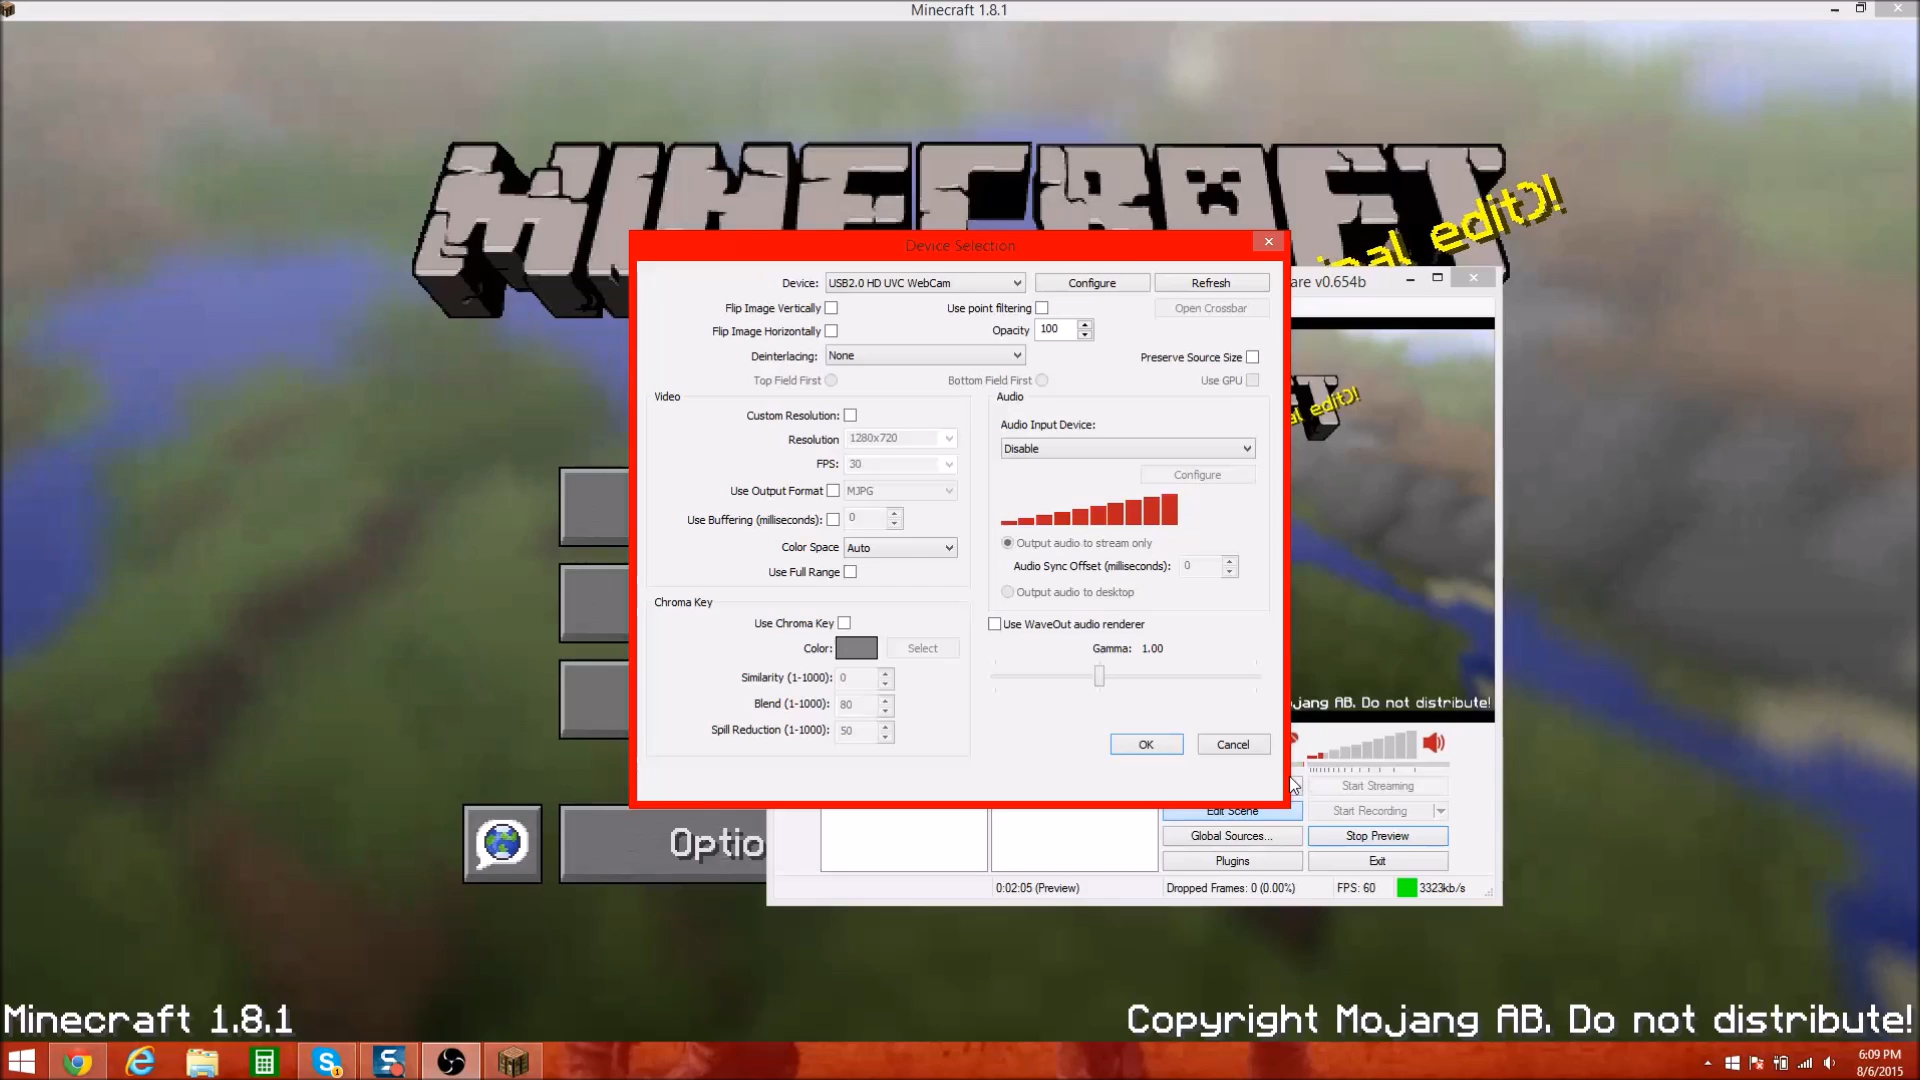 Minecraft 1.8.1
MINECRAFT
nal edit)!
Device Selection
are v0.654b
Device:
USB2.0 HD UVC WebCam
Configure
Refresh
Flip Image Vertically
Use point filtering
Open Crossbar
Flip Image Horizontally
Opacity
100
Deinterlacing:
None
Preserve Source Size
Top Field First
Bottom Field First
Use GPU
Video
Custom Resolution:
Resolution
1280x720
FPS:
30
Use Output Format
MJPG
Use Buffering (milliseconds):
0
Color Space
Auto
Use Full Range
Audio
Audio Input Device:
Disable
Configure
Output audio to stream only
Audio Sync Offset (milliseconds):
0
Output audio to desktop
Chroma Key
Use Chroma Key
Color:
Select
Similarity (1-1000):
0
Blend (1-1000):
80
Spill Reduction (1-1000):
50
Use WaveOut audio renderer
Gamma: 1.00
OK
Cancel
al edit)!
ojang AB. Do not distribute!
Start Streaming
Edit Scene
Start Recording
Global Sources...
Stop Preview
Plugins
Exit
0:02:05 (Preview)
Dropped Frames: 0 (0.00%)
FPS: 60
3323kb/s
Optio
Minecraft 1.8.1
Copyright Mojang AB. Do not distribute!
6:09 PM
8/6/2015